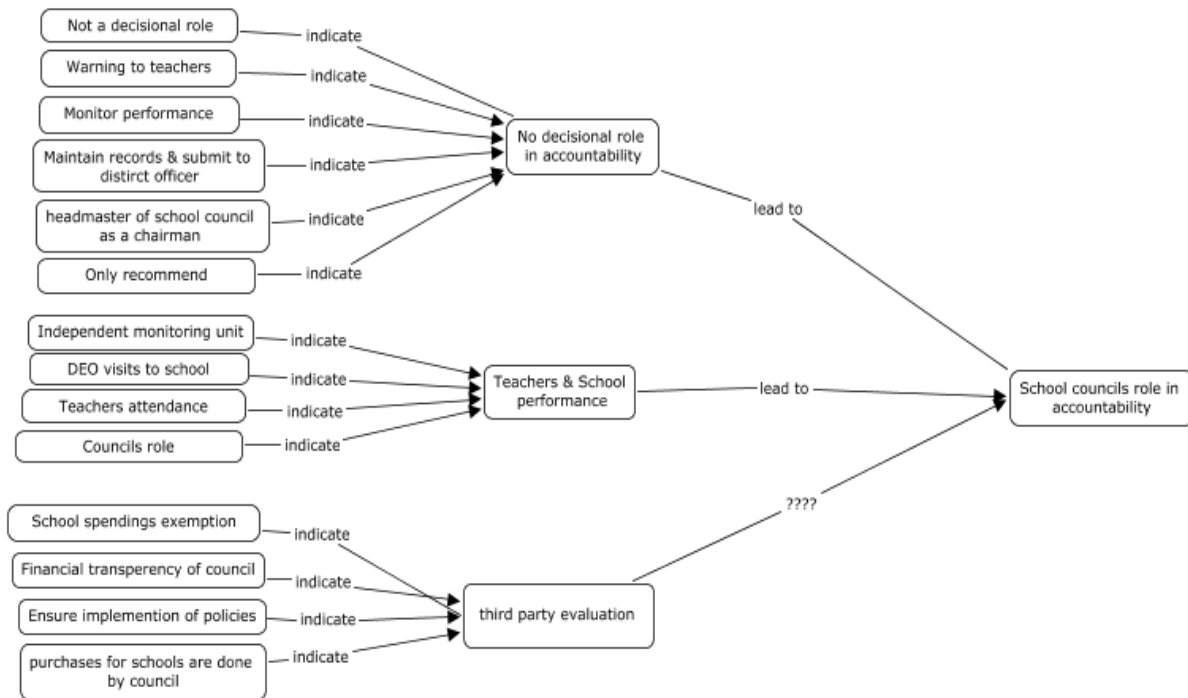 Not a decisional role
indicate
Warning to teachers
indicate
Monitor performance
indicate
Maintain records & submit to
distirct officer
indicate
headmaster of school council
as a chairman
indicate
Only recommend
indicate
No decisional role
in accountability
lead to
Independent monitoring unit
indicate
DEO visits to school
indicate
Teachers attendance
indicate
Councils role
indicate
Teachers & School
performance
lead to
School councils role in
accountability
School spendings exemption
indicate
Financial transperency of council
indicate
Ensure implemention of policies
indicate
purchases for schools are done
by council
indicate
third party evaluation
????